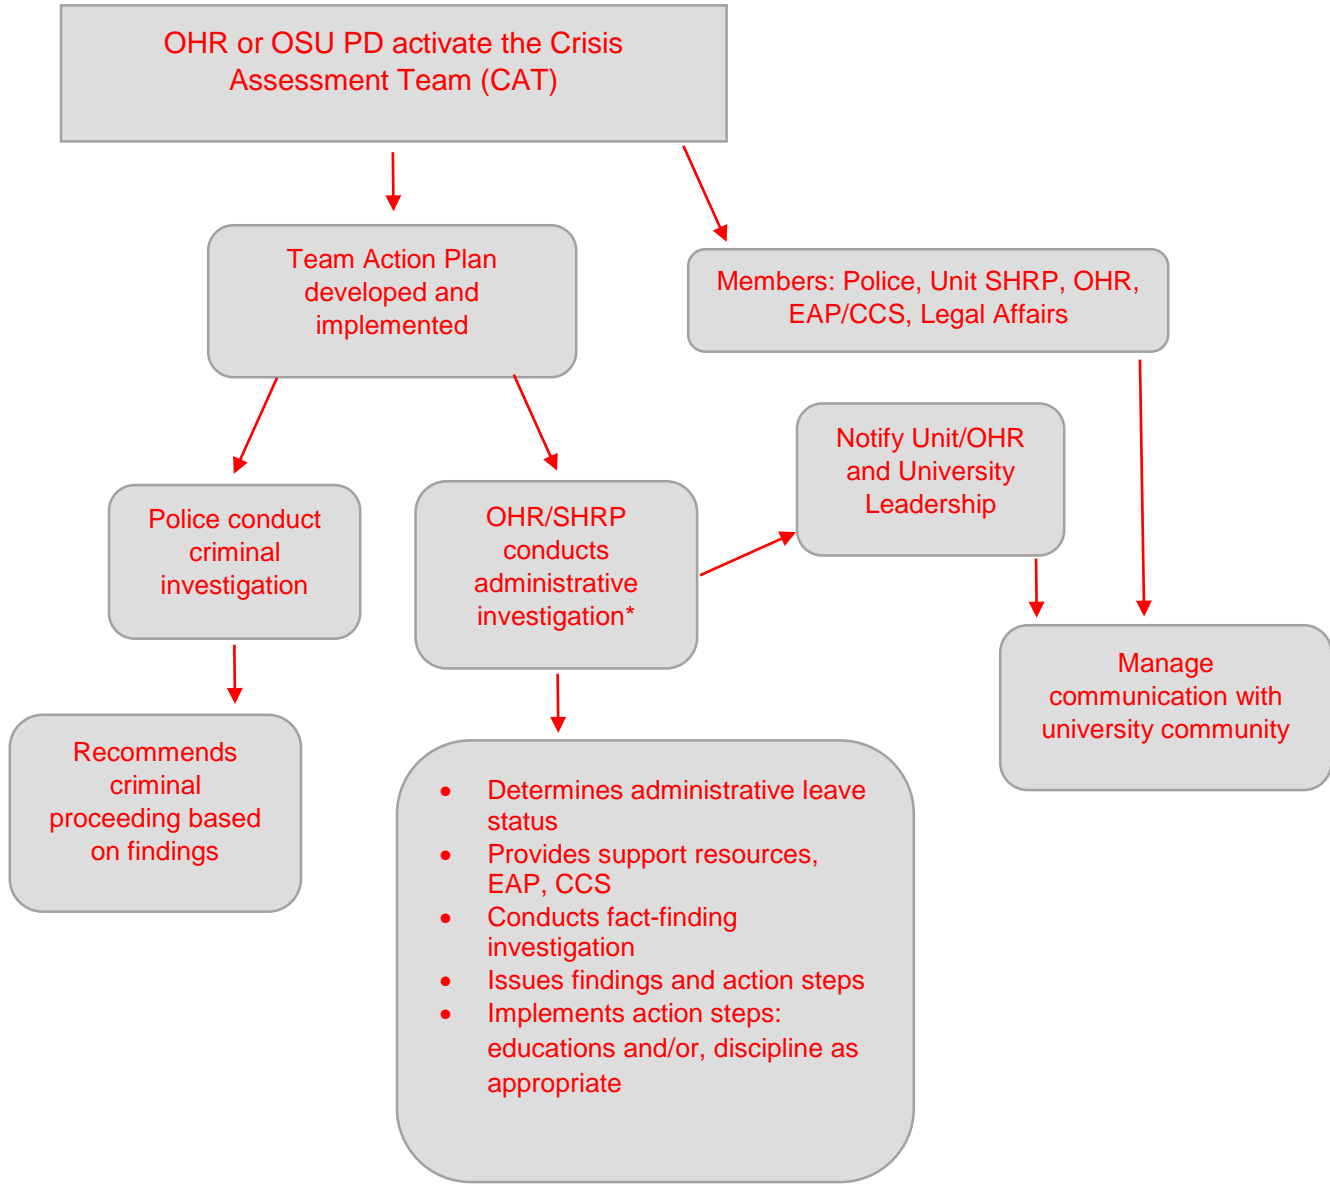 OHR or OSU PD activate the Crisis
Assessment Team (CAT)
Team Action Plan
developed and
implemented
Members: Police, Unit SHRP, OHR,
EAP/CCS, Legal Affairs
Notify Unit/OHR
and University
Leadership
Police conduct
criminal
investigation
OHR/SHRP
conducts
administrative
investigation*
Manage
communication with
university community
Recommends
criminal
proceeding based
on findings
• Determines administrative leave
status
• Provides support resources,
EAP, CCS
• Conducts fact-finding
investigation
• Issues findings and action steps
• Implements action steps:
educations and/or, discipline as
appropriate